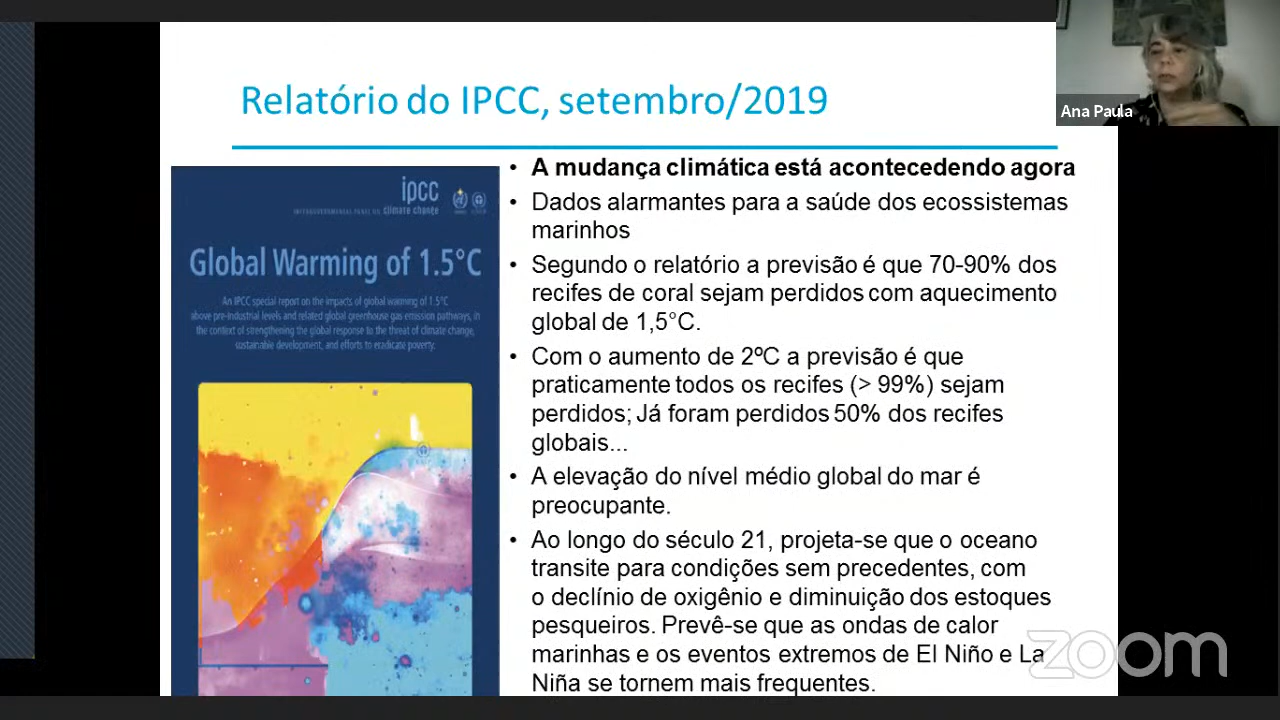 Relatório do IPCC, setembro/2019
Ana Paula
ipcc
INTERGOVERNMENTAL PANEL ON climate change
Global Warming of 1.5°C
An IPCC special report on the impacts of global warming of 1.5°C
above pre-industrial levels and related global greenhouse gas emission pathways, in
the context of strengthening the global response to the threat of climate change,
sustainable development, and efforts to eradicate poverty.
• A mudança climática está acontecedendo agora
• Dados alarmantes para a saúde dos ecossistemas
marinhos
• Segundo o relatório a previsão é que 70-90% dos
recifes de coral sejam perdidos com aquecimento
global de 1,5°C.
• Com o aumento de 2ºC a previsão é que
praticamente todos os recifes (> 99%) sejam
perdidos; Já foram perdidos 50% dos recifes
globais...
• A elevação do nível médio global do mar é
preocupante.
• Ao longo do século 21, projeta-se que o oceano
transite para condições sem precedentes, com
o declínio de oxigênio e diminuição dos estoques
pesqueiros. Prevê-se que as ondas de calor
marinhas e os eventos extremos de El Niño e La
Niña se tornem mais frequentes.
zoom